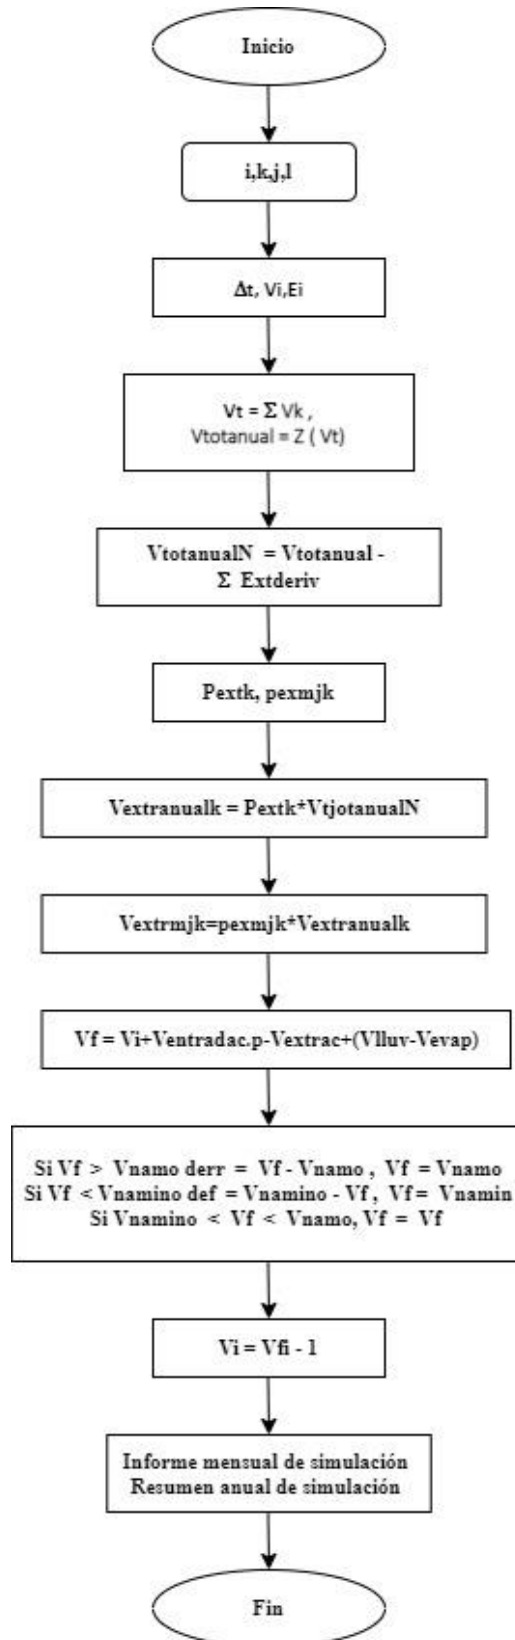 Inicio
i,k,j,l
Δt, Vi,Ei
Vt = Σ Vk ,
Vtotanual = Z ( Vt)
VtotanualN = Vtotanual -
Σ Extderiv
Pextk, pexmjk
Vextranualk = Pextk*VtjotanualN
Vextrmjk=pexmjk*Vextranualk
Vf = Vi+Ventradac.p-Vextrac+(Vlluv-Vevap)
Si Vf > Vnamo derr = Vf - Vnamo , Vf = Vnamo
Si Vf < Vnamino def = Vnamino - Vf , Vf = Vnamin
Si Vnamino < Vf < Vnamo, Vf = Vf
Vi = Vfi - 1
Informe mensual de simulación
Resumen anual de simulación
Fin